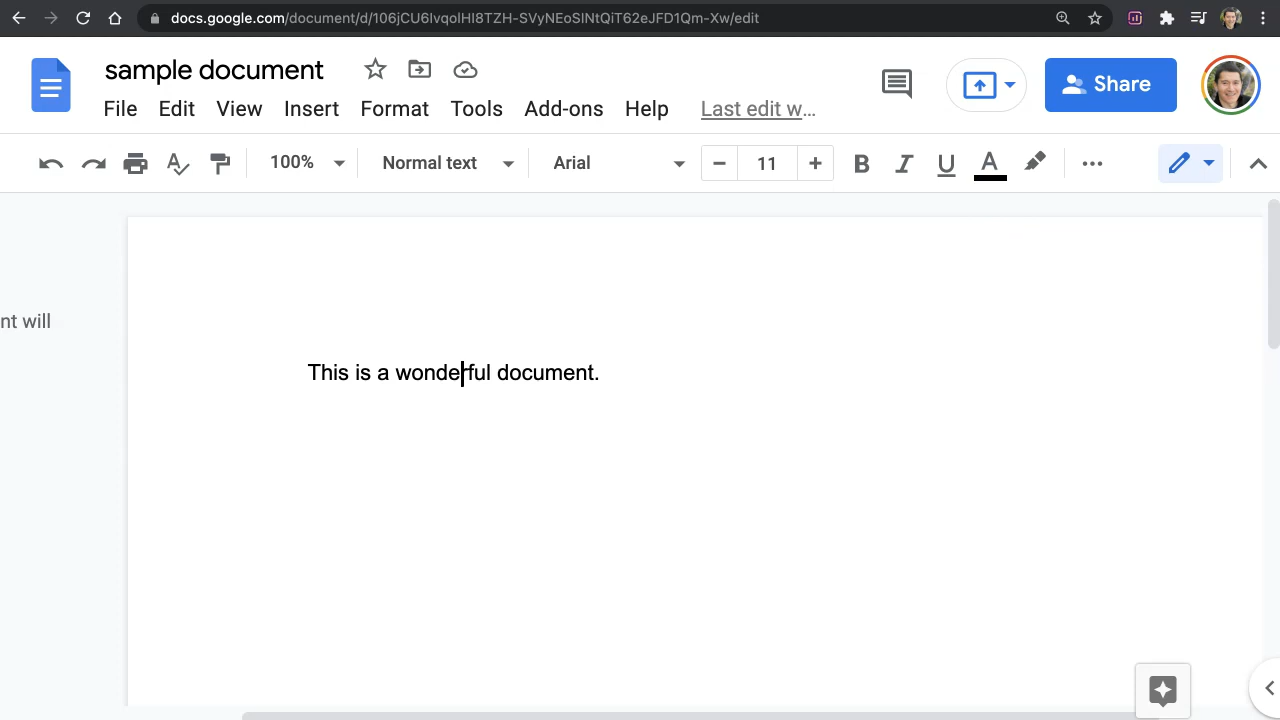 docs.google.com/document/d/106jCU6IvqoIHI8TZH-SVyNEoSINtQiT62eJFD1Qm-Xw/edit
sample document
File Edit View Insert Format Tools Add-ons Help Last edit w...
Share
100% Normal text Arial − 11 + B I U A
nt will
This is a wonderful document.